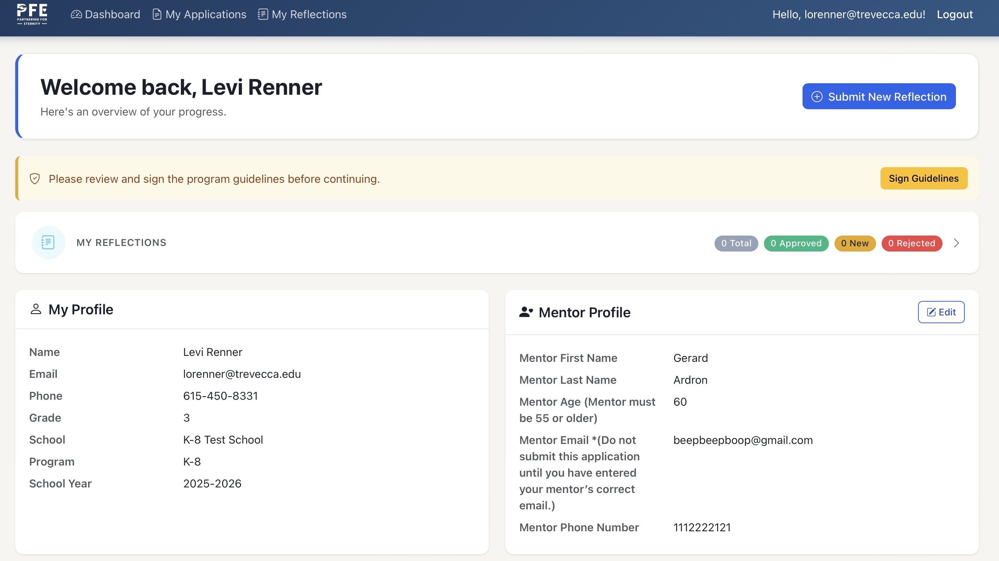 PFE
PARTNERING FOR
ETERNITY
Dashboard
My Applications
My Reflections
Hello, lorenner@trevecca.edu!
Logout
Welcome back, Levi Renner
Here's an overview of your progress.
Submit New Reflection
Please review and sign the program guidelines before continuing.
Sign Guidelines
MY REFLECTIONS
0 Total
0 Approved
0 New
0 Rejected
My Profile
Name
Levi Renner
Email
lorenner@trevecca.edu
Phone
615-450-8331
Grade
3
School
K-8 Test School
Program
K-8
School Year
2025-2026
Mentor Profile
Edit
Mentor First Name
Gerard
Mentor Last Name
Ardron
Mentor Age (Mentor must
be 55 or older)
60
Mentor Email *(Do not
submit this application
until you have entered
your mentor’s correct
email.)
beepbeepboop@gmail.com
Mentor Phone Number
1112222121